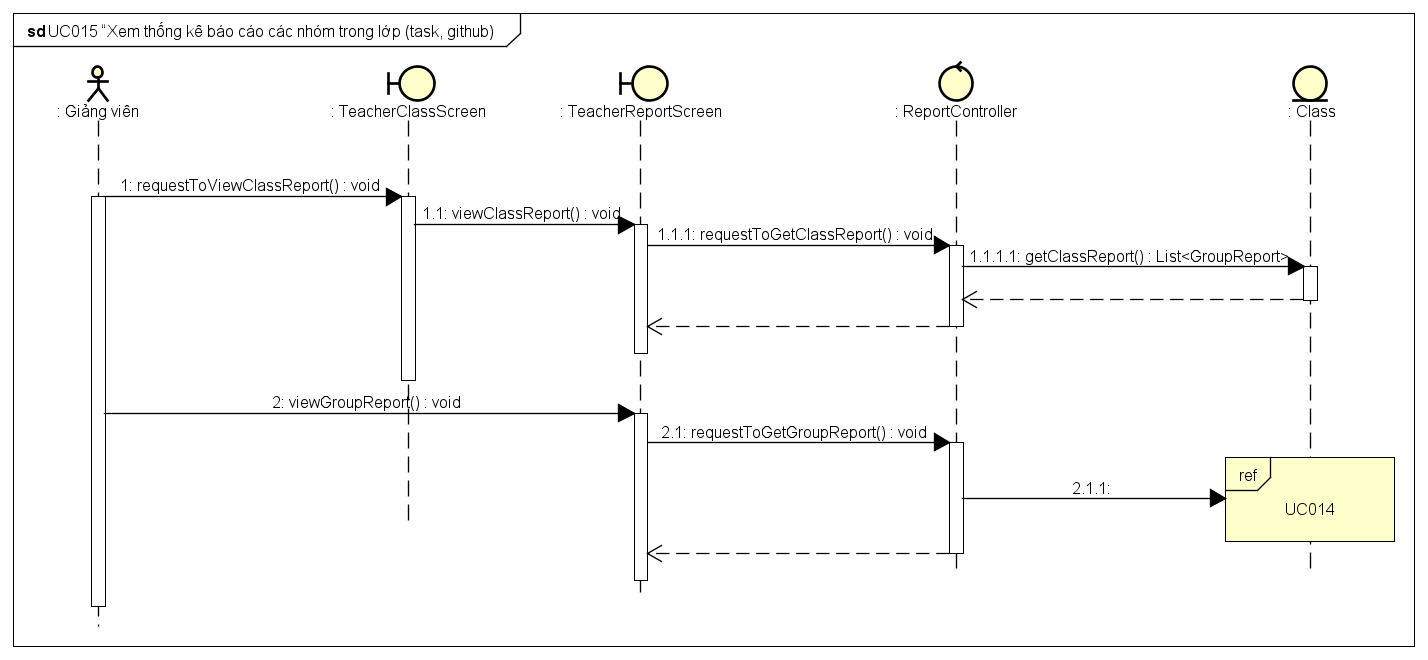 sd UC015 “Xem thống kê báo cáo các nhóm trong lớp (task, github)
: Giảng viên
: TeacherClassScreen
: TeacherReportScreen
: ReportController
: Class
1: requestToViewClassReport() : void
1.1: viewClassReport() : void
1.1.1: requestToGetClassReport() : void
1.1.1.1: getClassReport() : List<GroupReport>
2: viewGroupReport() : void
2.1: requestToGetGroupReport() : void
ref
2.1.1:
UC014